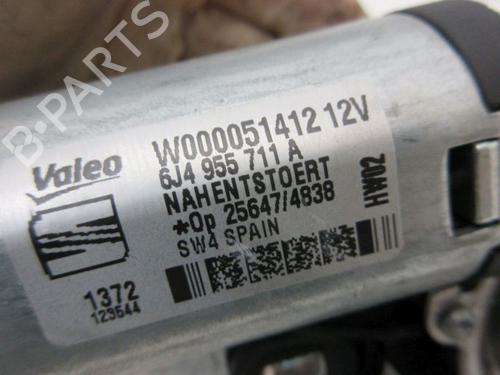 Valeo
W000051412 12V
6J4 955 711 A
NAHENTSTOERT
*Op 25647/4838
SW4 SPAIN
HW02
1372
123544
B-PARTS